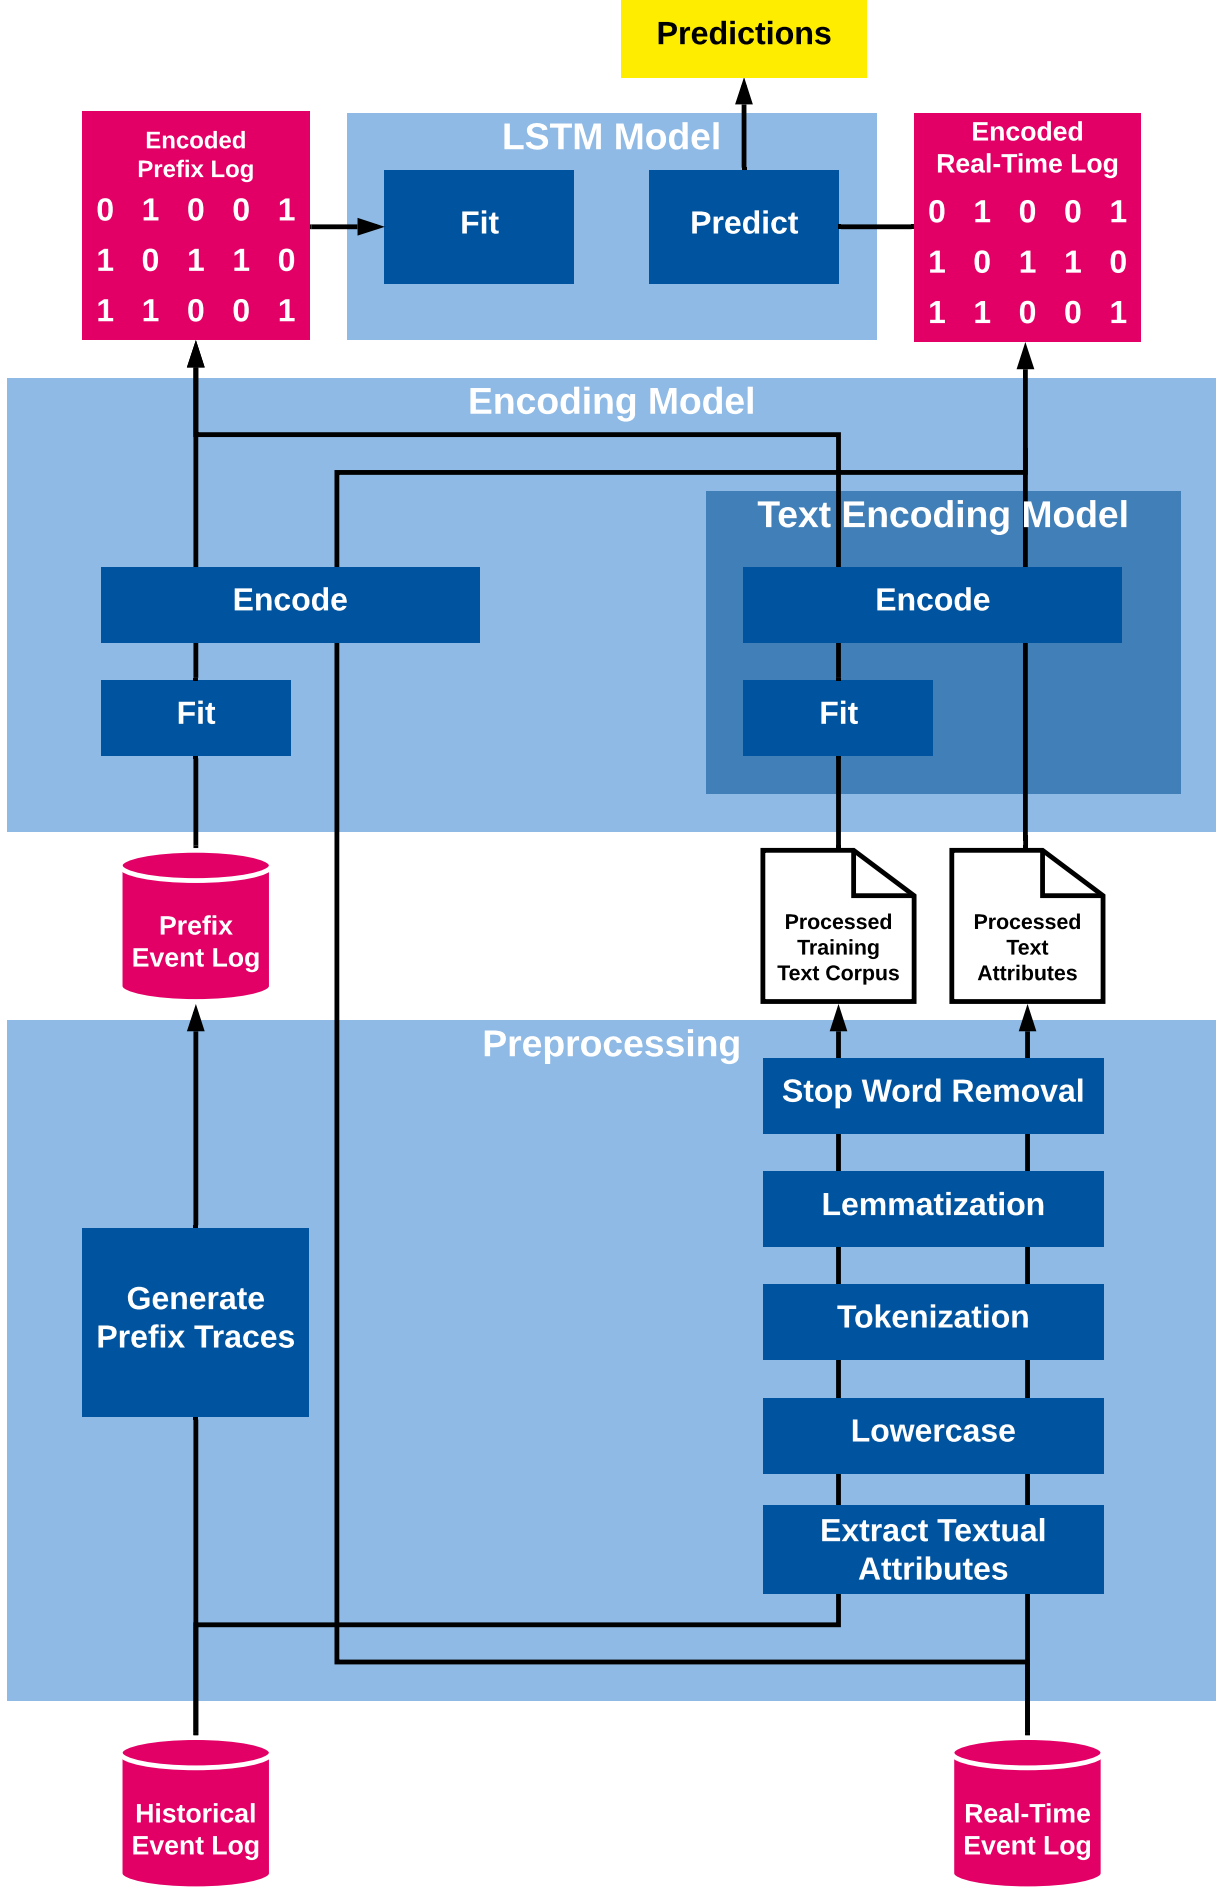 Predictions
LSTM Model
Encoded
Prefix Log
0 1 0 0 1
1 0 1 1 0
1 1 0 0 1
Fit
Predict
Encoded
Real-Time Log
0 1 0 0 1
1 0 1 1 0
1 1 0 0 1
Encoding Model
Text Encoding Model
Encode
Encode
Fit
Fit
Prefix
Event Log
Processed
Training
Text Corpus
Processed
Text
Attributes
Preprocessing
Stop Word Removal
Lemmatization
Generate
Prefix Traces
Tokenization
Lowercase
Extract Textual
Attributes
Historical
Event Log
Real-Time
Event Log